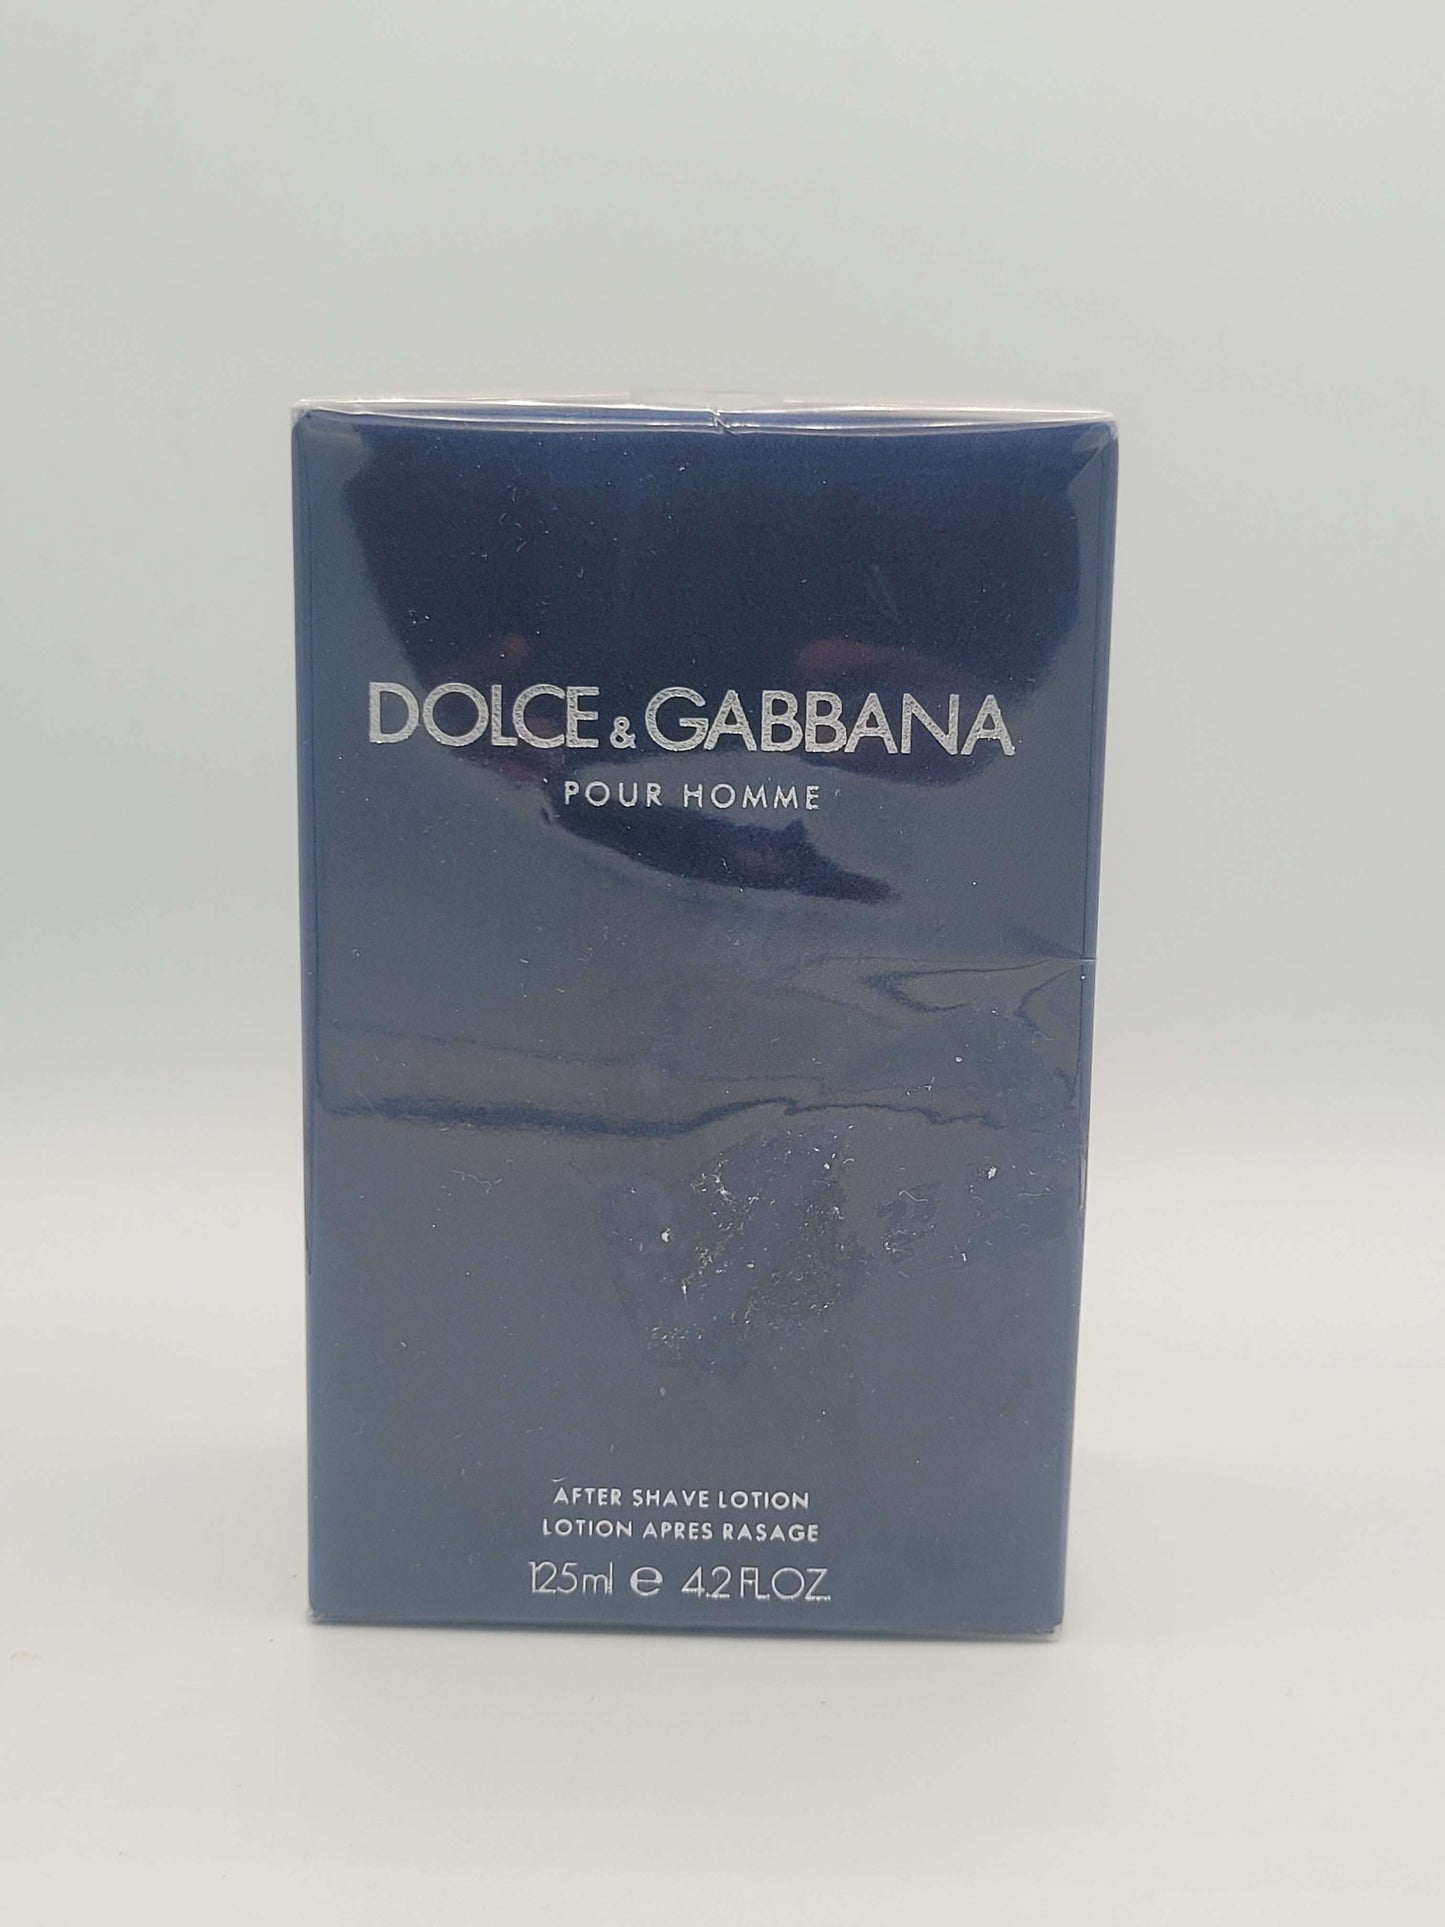 DOLCE & GABBANA
POUR HOMME
AFTER SHAVE LOTION
LOTION APRES RASAGE
125ml e 4.2 FL.OZ.